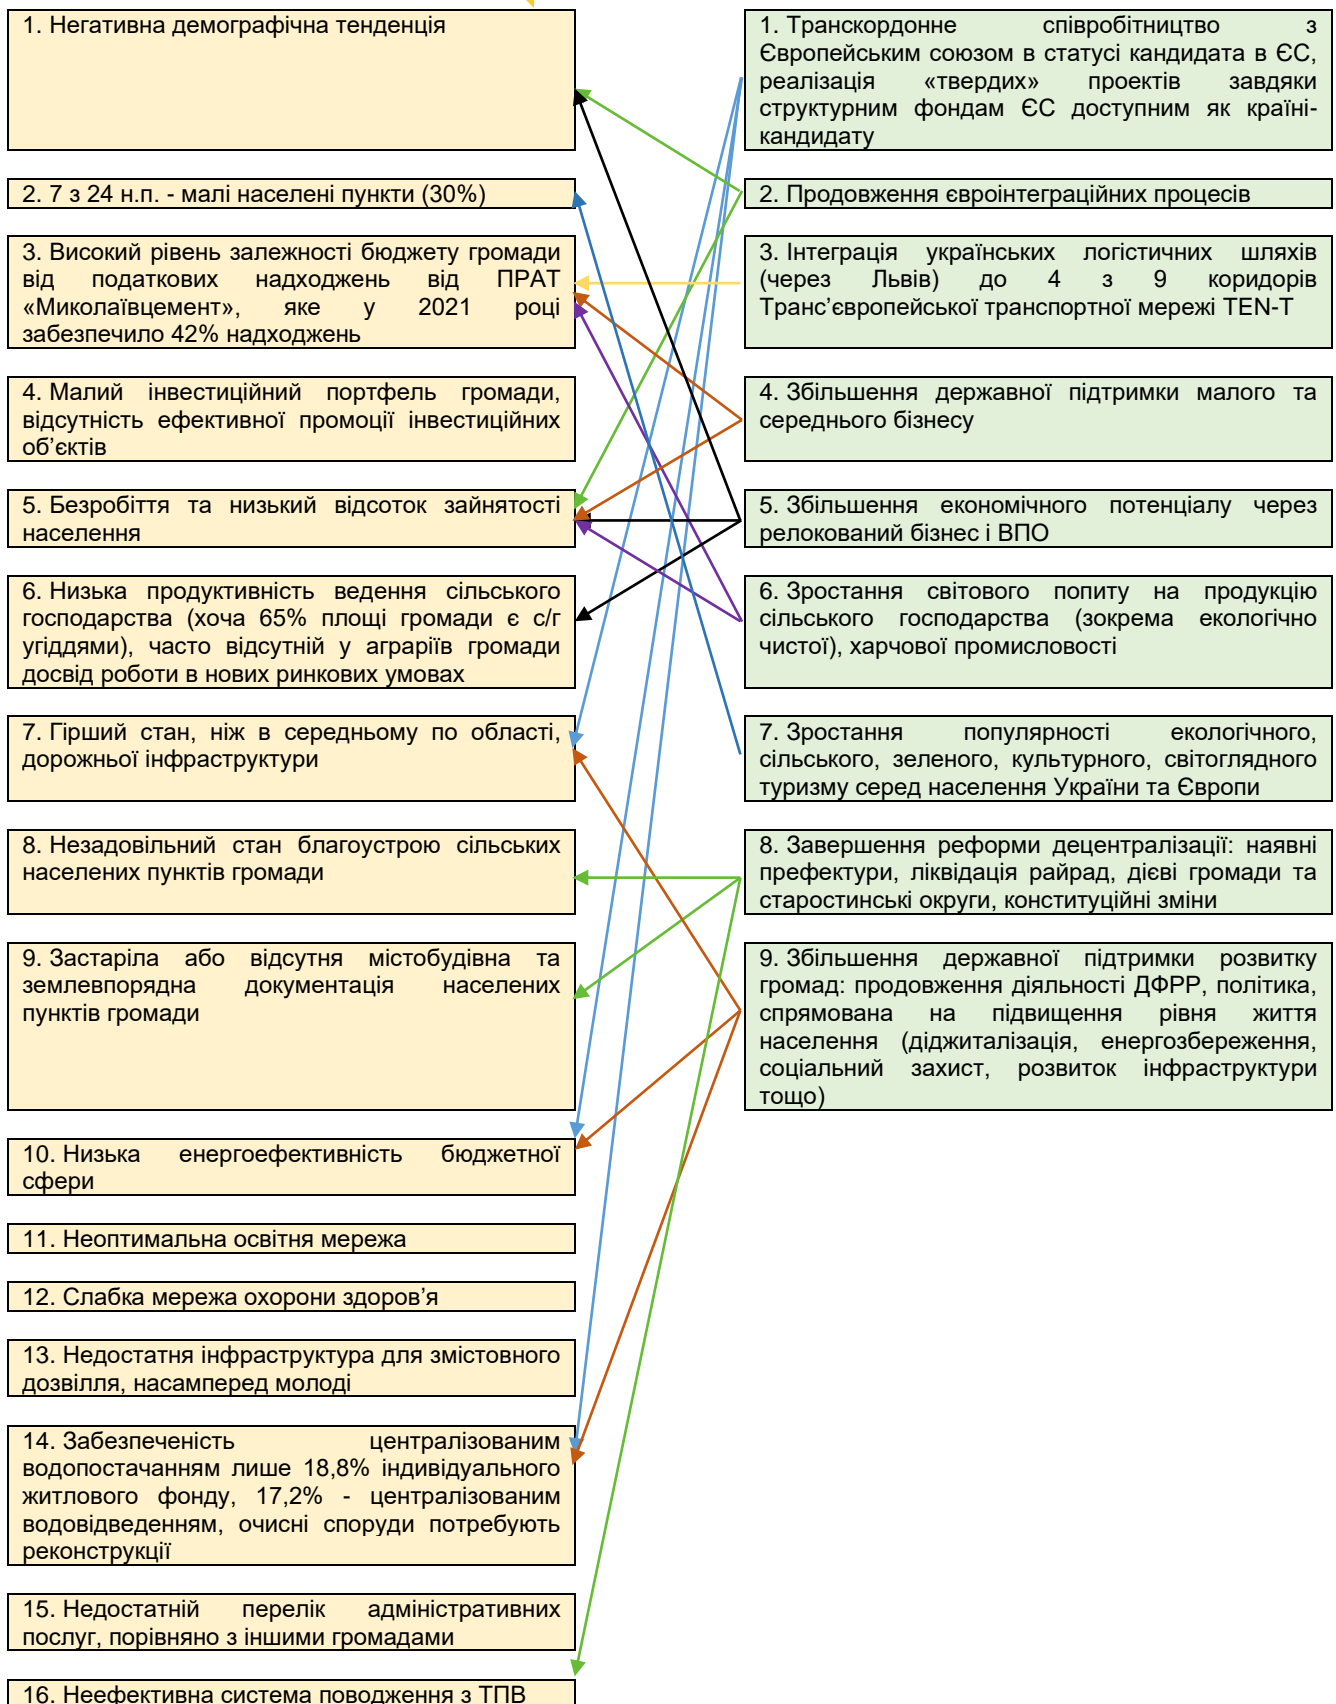 1. Негативна демографічна тенденція
2. 7 з 24 н.п. - малі населені пункти (30%)
3. Високий рівень залежності бюджету громади
від податкових надходжень від ПРАТ
«Миколаївцемент», яке у 2021 році
забезпечило 42% надходжень
4. Малий інвестиційний портфель громади,
відсутність ефективної промоції інвестиційних
об’єктів
5. Безробіття та низький відсоток зайнятості
населення
6. Низька продуктивність ведення сільського
господарства (хоча 65% площі громади є с/г
угіддями), часто відсутній у аграріїв громади
досвід роботи в нових ринкових умовах
7. Гірший стан, ніж в середньому по області,
дорожньої інфраструктури
8. Незадовільний стан благоустрою сільських
населених пунктів громади
9. Застаріла або відсутня містобудівна та
землевпорядна документація населених
пунктів громади
10. Низька енергоефективність бюджетної
сфери
11. Неоптимальна освітня мережа
12. Слабка мережа охорони здоров’я
13. Недостатня інфраструктура для змістовного
дозвілля, насамперед молоді
14. Забезпеченість централізованим
водопостачанням лише 18,8% індивідуального
житлового фонду, 17,2% - централізованим
водовідведенням, очисні споруди потребують
реконструкції
15. Недостатній перелік адміністративних
послуг, порівняно з іншими громадами
16. Неефективна система поводження з ТПВ
1. Транскордонне співробітництво з
Європейським союзом в статусі кандидата в ЄС,
реалізація «твердих» проектів завдяки
структурним фондам ЄС доступним як країні-
кандидату
2. Продовження євроінтеграційних процесів
3. Інтеграція українських логістичних шляхів
(через Львів) до 4 з 9 коридорів
Транс’європейської транспортної мережі TEN-T
4. Збільшення державної підтримки малого та
середнього бізнесу
5. Збільшення економічного потенціалу через
релокований бізнес і ВПО
6. Зростання світового попиту на продукцію
сільського господарства (зокрема екологічно
чистої), харчової промисловості
7. Зростання популярності екологічного,
сільського, зеленого, культурного, світоглядного
туризму серед населення України та Європи
8. Завершення реформи децентралізації: наявні
префектури, ліквідація райрад, дієві громади та
старостинські округи, конституційні зміни
9. Збільшення державної підтримки розвитку
громад: продовження діяльності ДФРР, політика,
спрямована на підвищення рівня життя
населення (діджиталізація, енергозбереження,
соціальний захист, розвиток інфраструктури
тощо)